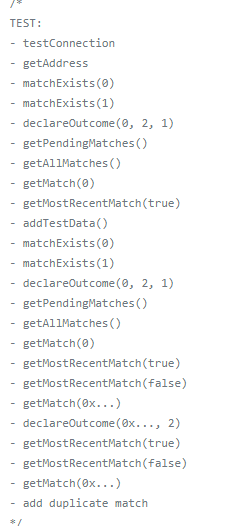 /*
TEST:
- testConnection
- getAddress
- matchExists(0)
- matchExists(1)
- declareOutcome(0, 2, 1)
- getPendingMatches()
- getAllMatches()
- getMatch(0)
- getMostRecentMatch(true)
- addTestData()
- matchExists(0)
- matchExists(1)
- declareOutcome(0, 2, 1)
- getPendingMatches()
- getAllMatches()
- getMatch(0)
- getMostRecentMatch(true)
- getMostRecentMatch(false)
- getMatch(0x...)
- declareOutcome(0x..., 2)
- getMostRecentMatch(true)
- getMostRecentMatch(false)
- getMatch(0x...)
- add duplicate match
*/